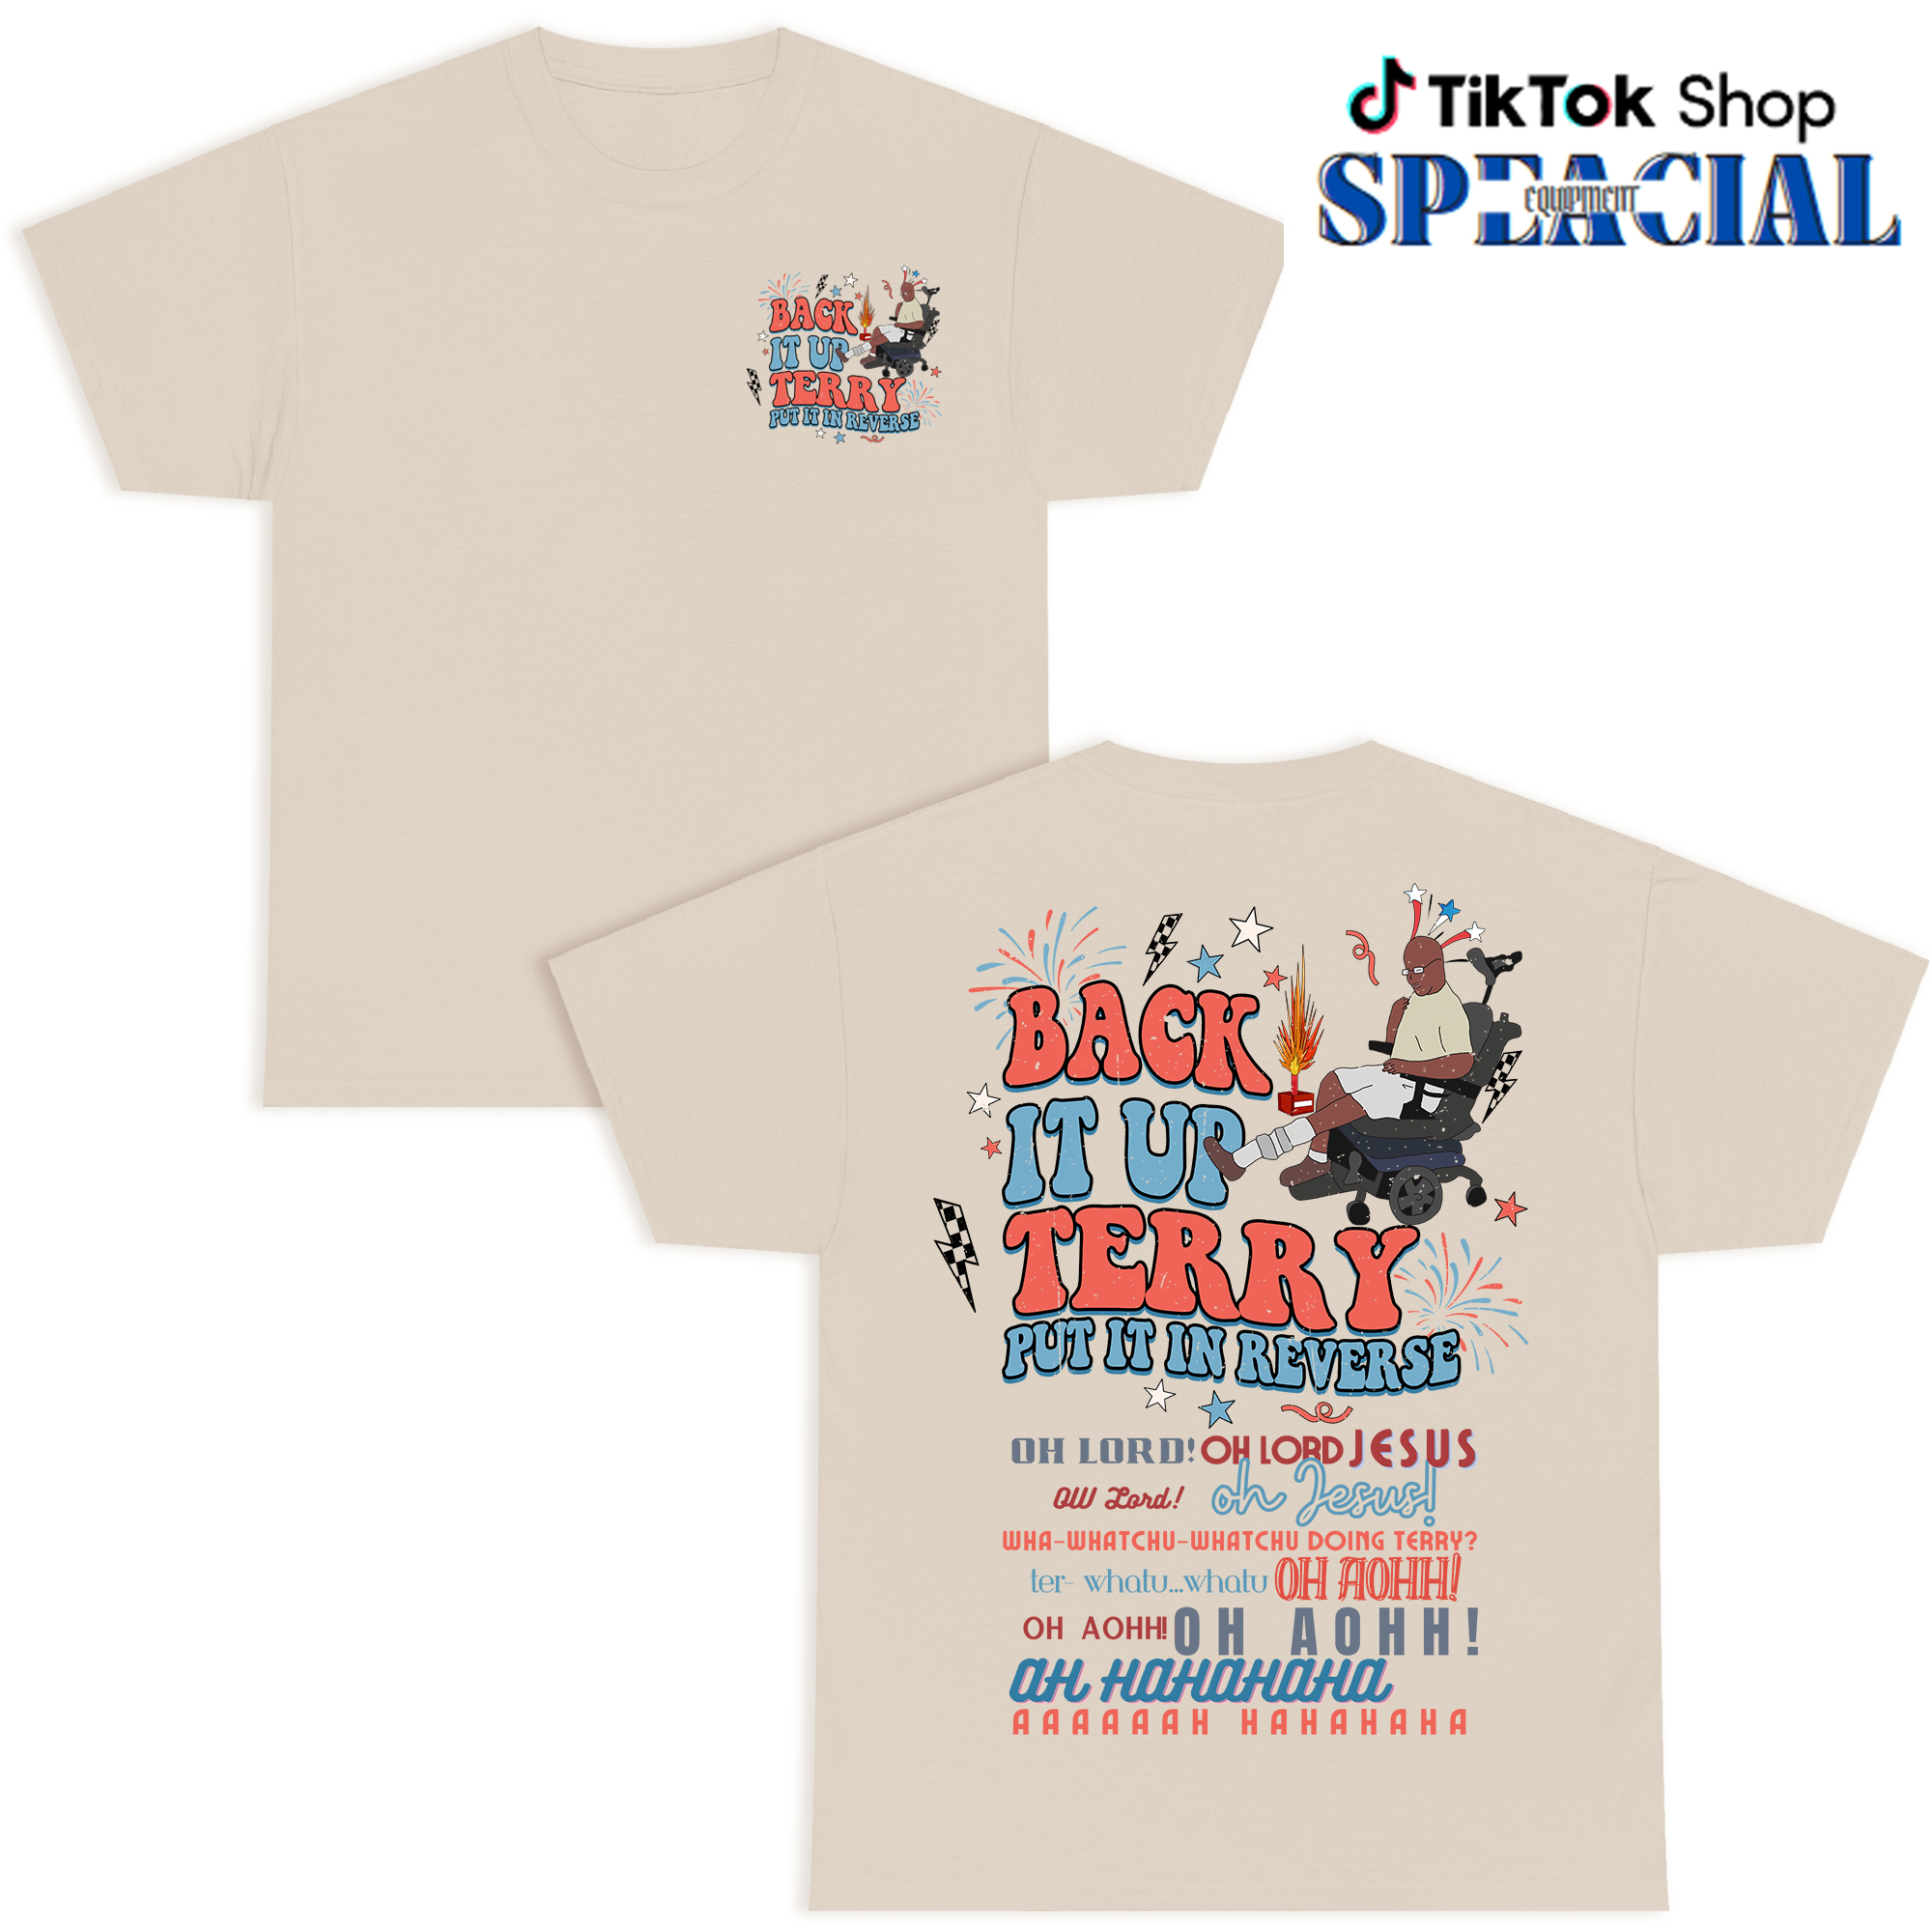 TikTok Shop
SPEACIAL
EQUIPMENT
BACK
IT UP
TERRY
PUT IT IN REVERSE
BACK
IT UP
TERRY
PUT IT IN REVERSE
OH LORD! OH LORD JESUS
OW Lord! oh Jesus!
WHA-WHATCHU-WHATCHU DOING TERRY?
ter- whatu...whatu OH AOHH!
OH AOHH! OH AOHH!
AH HAHAHAHA
AAAAAAH HAHAHAHA